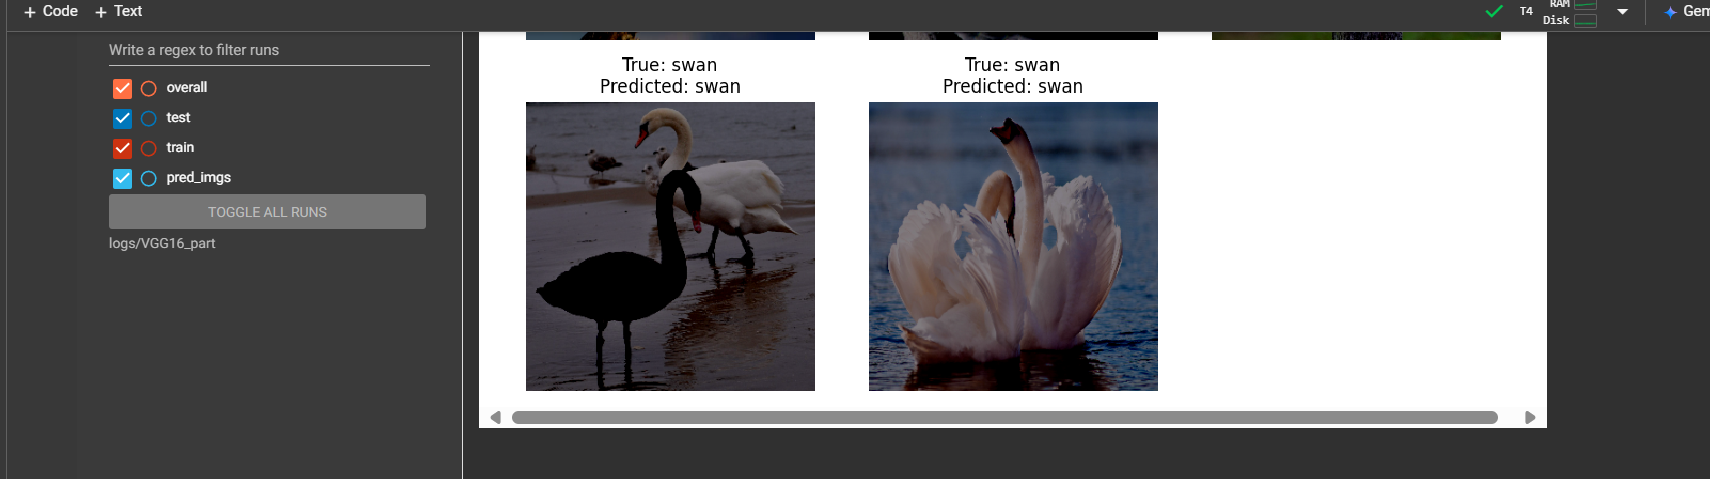 + Code + Text
RAM
T4
Disk
Gem
Write a regex to filter runs
overall
test
train
pred_imgs
TOGGLE ALL RUNS
logs/VGG16_part
True: swan
Predicted: swan
True: swan
Predicted: swan